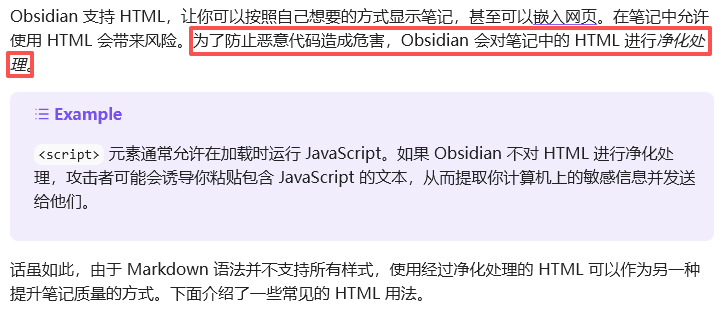 Obsidian 支持 HTML，让你可以按照自己想要的方式显示笔记，甚至可以嵌入网页。在笔记中允许
使用 HTML 会带来风险。为了防止恶意代码造成危害，Obsidian 会对笔记中的 HTML 进行净化处
理。
Example
<script> 元素通常允许在加载时运行 JavaScript。如果 Obsidian 不对 HTML 进行净化处
理，攻击者可能会诱导你粘贴包含 JavaScript 的文本，从而提取你计算机上的敏感信息并发送
给他们。
话虽如此，由于 Markdown 语法并不支持所有样式，使用经过净化处理的 HTML 可以作为另一种
提升笔记质量的方式。下面介绍了一些常见的 HTML 用法。